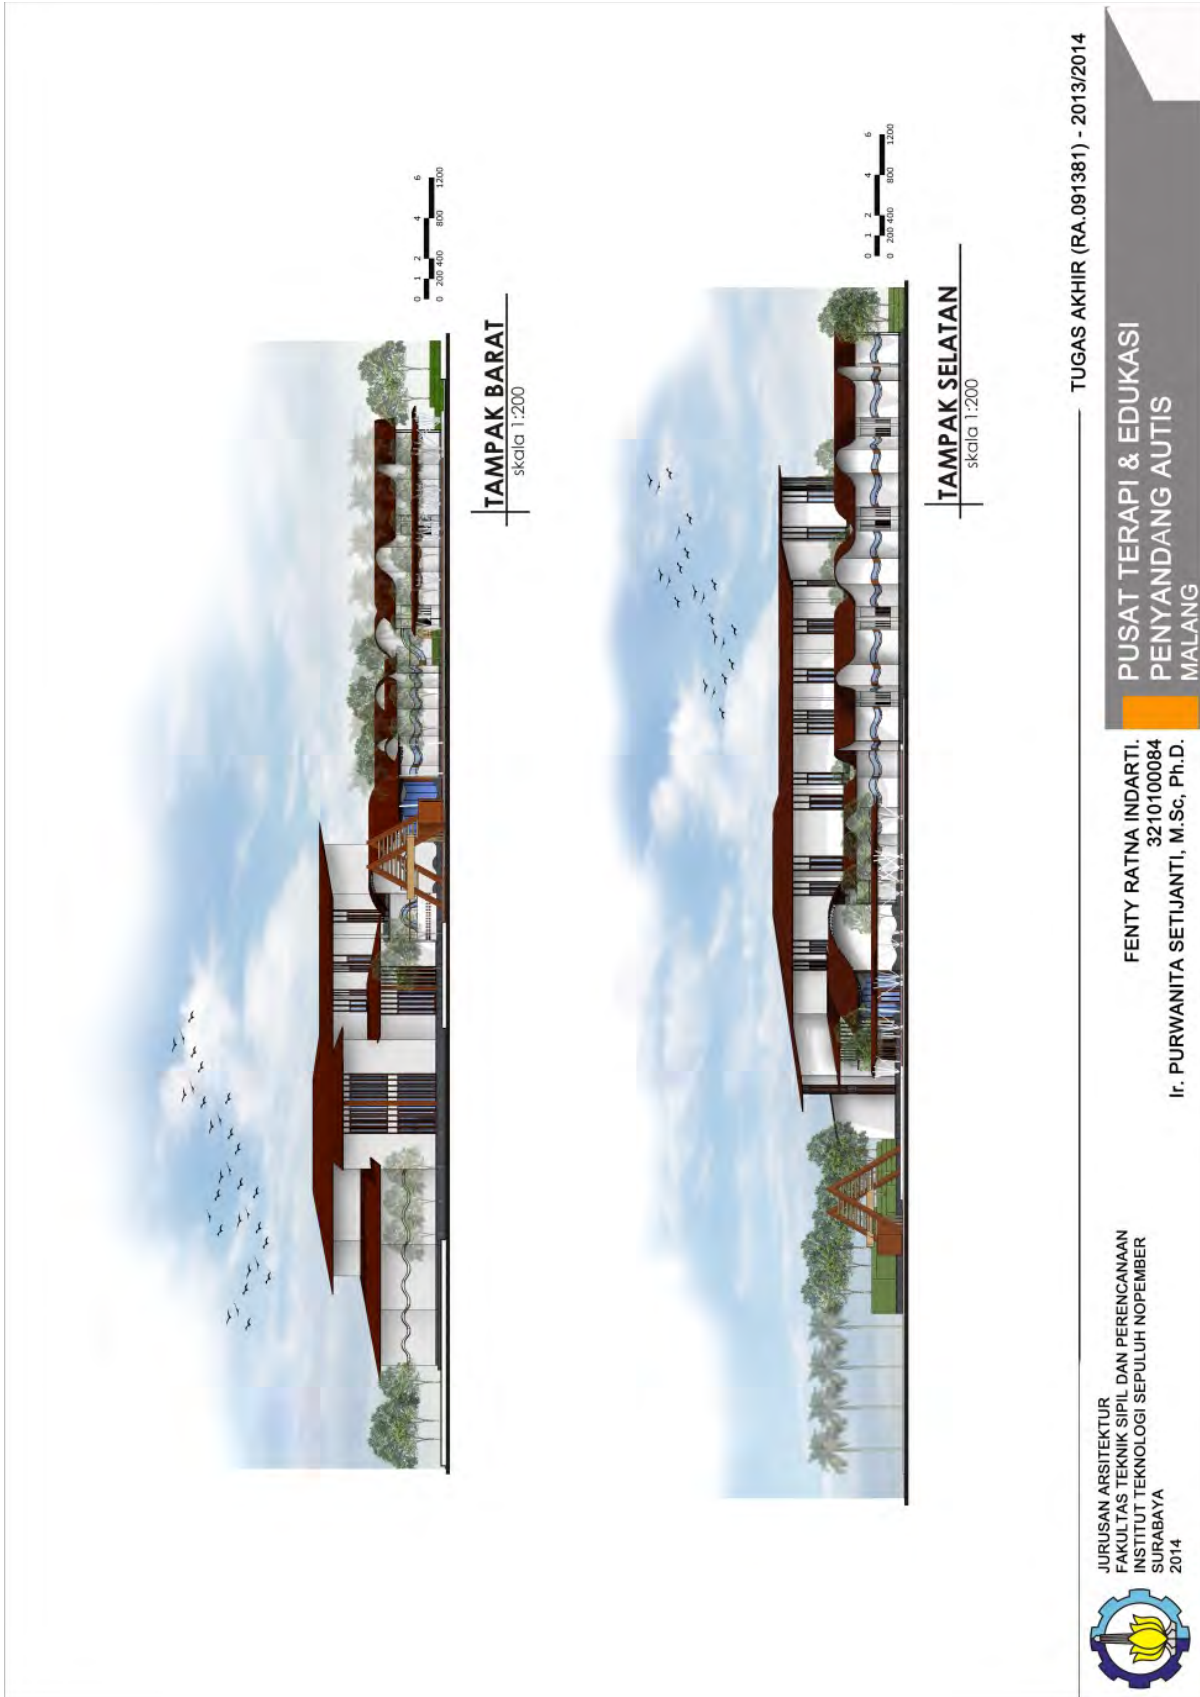 0 1 2 4 6
0 200 400 800 1200
TAMPAK BARAT
skala 1:200
0 1 2 4 6
0 200 400 800 1200
TAMPAK SELATAN
skala 1:200
TUGAS AKHIR (RA.091381) - 2013/2014
JURUSAN ARSITEKTUR
FAKULTAS TEKNIK SIPIL DAN PERENCANAAN
INSTITUT TEKNOLOGI SEPULUH NOPEMBER
SURABAYA
2014
FENTY RATNA INDARTI.
3210100084
Ir. PURWANITA SETIJANTI, M.Sc, Ph.D.
PUSAT TERAPI & EDUKASI
PENYANDANG AUTIS
MALANG